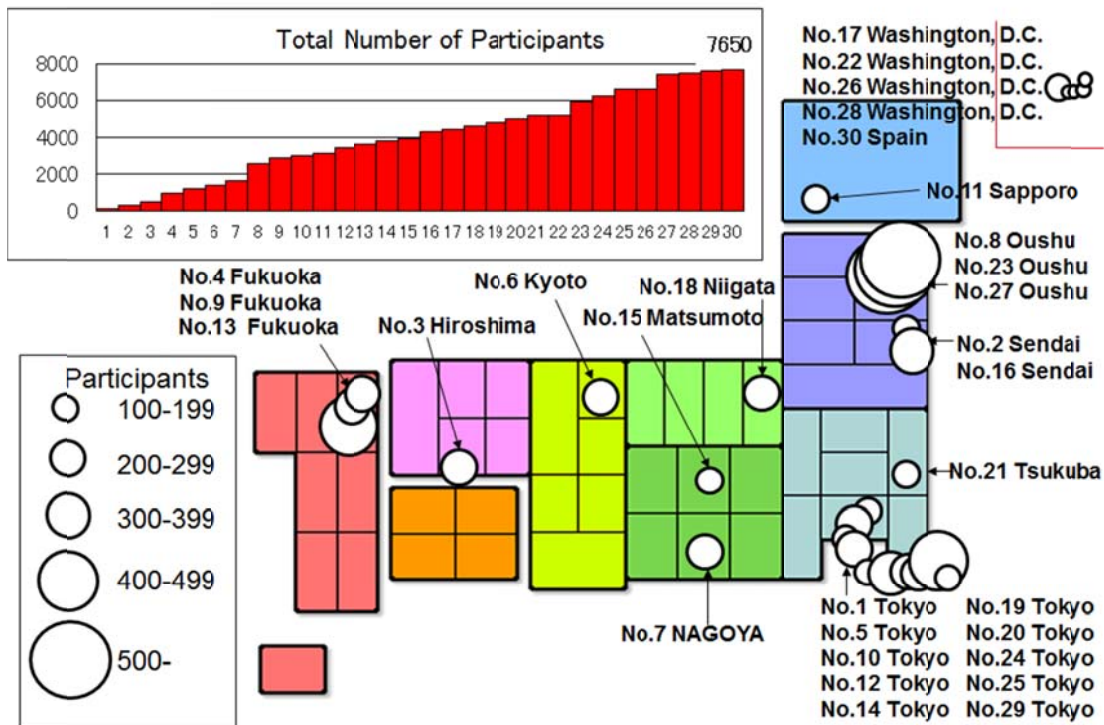 Total Number of Participants
7650
8000
6000
4000
2000
0
1 2 3 4 5 6 7 8 9 10 11 12 13 14 15 16 17 18 19 20 21 22 23 24 25 26 27 28 29 30
No.17 Washington, D.C.
No.22 Washington, D.C.
No.26 Washington, D.C.
No.28 Washington, D.C.
No.30 Spain
No.11 Sapporo
No.8 Oushu
No.23 Oushu
No.27 Oushu
No.4 Fukuoka
No.9 Fukuoka
No.13 Fukuoka
No.6 Kyoto
No.18 Niigata
No.3 Hiroshima
No.15 Matsumoto
No.2 Sendai
No.16 Sendai
Participants
100-199
200-299
300-399
400-499
500-
No.21 Tsukuba
No.7 NAGOYA
No.1 Tokyo
No.5 Tokyo
No.10 Tokyo
No.12 Tokyo
No.14 Tokyo
No.19 Tokyo
No.20 Tokyo
No.24 Tokyo
No.25 Tokyo
No.29 Tokyo